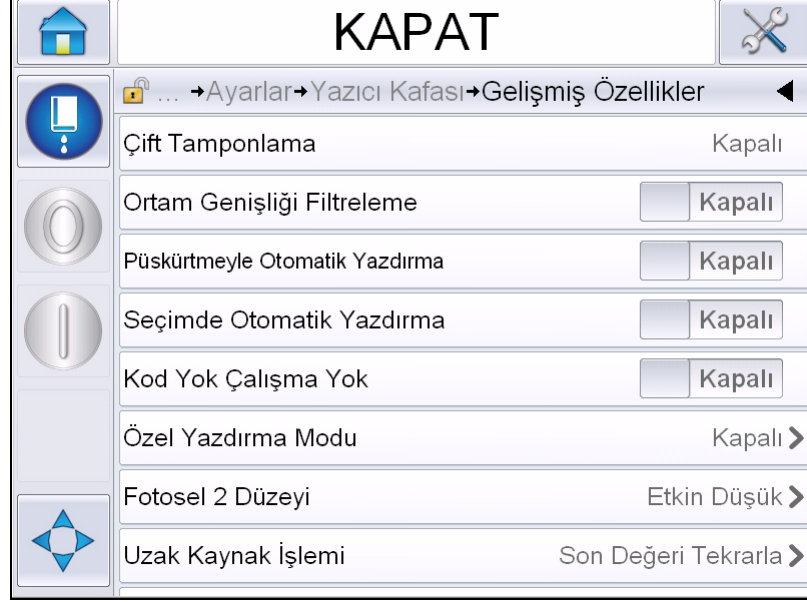 KAPAT
... →Ayarlar→Yazıcı Kafası→Gelişmiş Özellikler
Çift Tamponlama Kapalı
Ortam Genişliği Filtreleme Kapalı
Püskürtmeyle Otomatik Yazdırma Kapalı
Seçimde Otomatik Yazdırma Kapalı
Kod Yok Çalışma Yok Kapalı
Özel Yazdırma Modu Kapalı
Fotosel 2 Düzeyi Etkin Düşük
Uzak Kaynak İşlemi Son Değeri Tekrarla